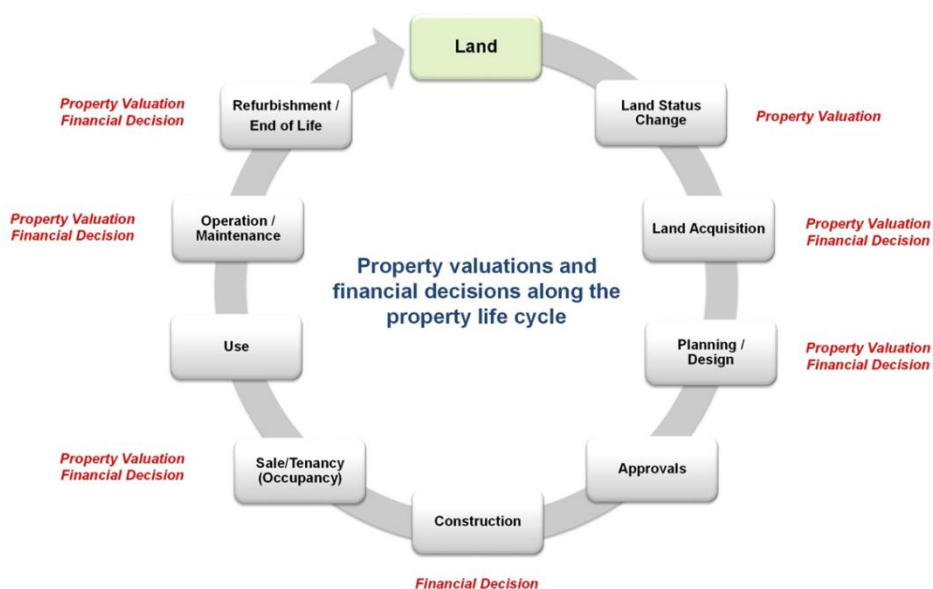 Land
Land Status
Change
Property Valuation
Land Acquisition
Property Valuation
Financial Decision
Planning /
Design
Property Valuation
Financial Decision
Approvals
Construction
Financial Decision
Sale/Tenancy
(Occupancy)
Property Valuation
Financial Decision
Use
Operation /
Maintenance
Property Valuation
Financial Decision
Refurbishment /
End of Life
Property Valuation
Financial Decision
Property valuations and
financial decisions along the
property life cycle